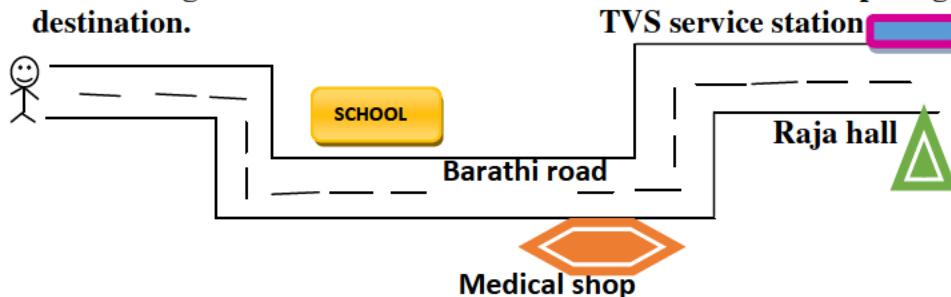 destination.
TVS service station
SCHOOL
Raja hall
Barathi road
Medical shop